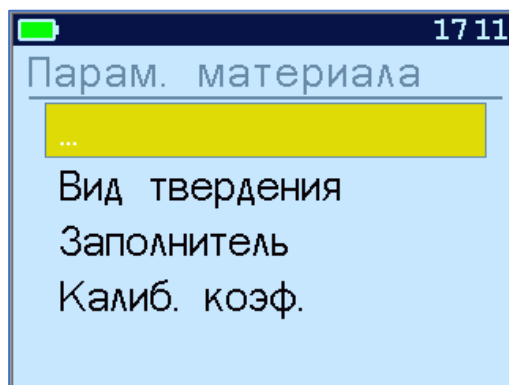 17 11
Парам. материала
...
Вид твердения
Заполнитель
Калиб. коэф.